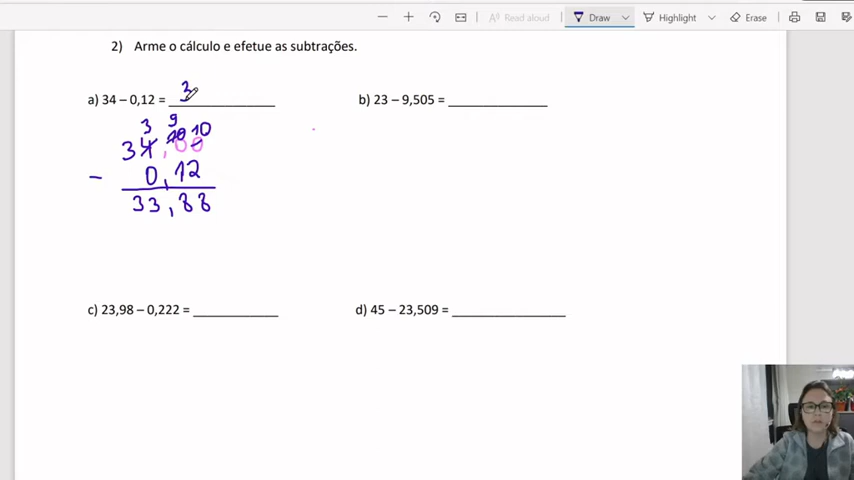 Read aloud Draw Highlight Erase
2) Arme o cálculo e efetue as subtrações.
a) 34 – 0,12 = 3
b) 23 – 9,505 =
3 9 10 10
34,00
– 0,12
33,88
c) 23,98 – 0,222 =
d) 45 – 23,509 =